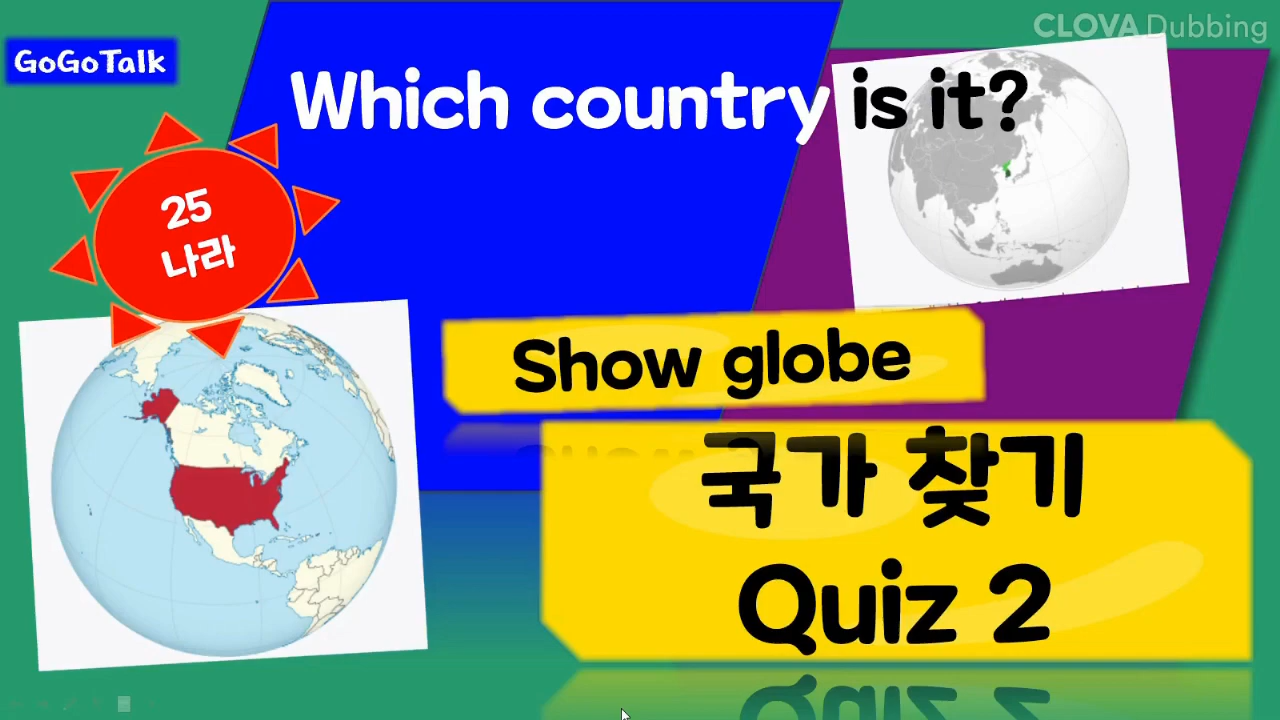 CLOVA Dubbing
GoGoTalk
Which country is it?
25
나라
Show globe
국가 찾기
Quiz 2